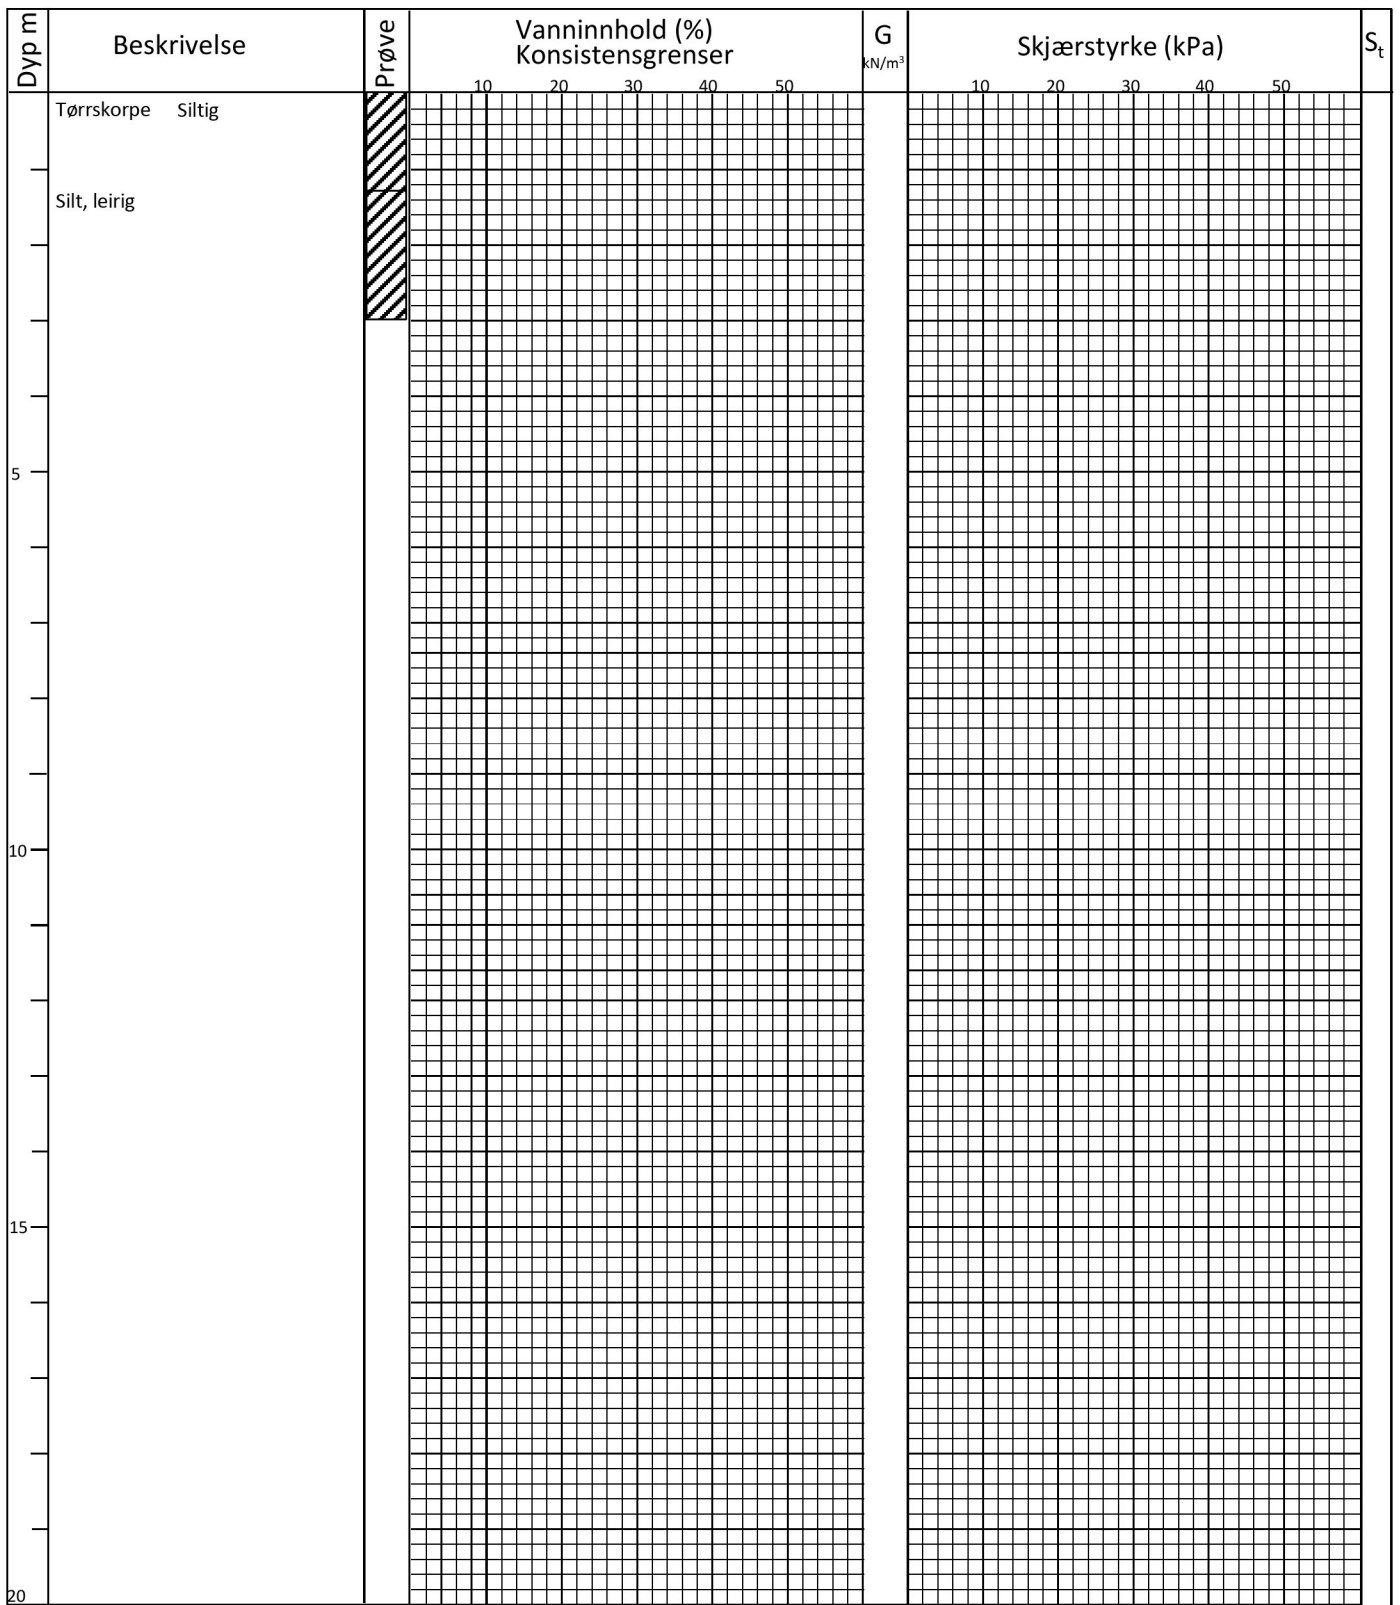 Dyp m
Beskrivelse
Prøve
Vanninnhold (%)
Konsistensgrenser
10 20 30 40 50
G
kN/m³
Skjærstyrke (kPa)
10 20 30 40 50
St
Tørrskorpe Siltig
Silt, leirig
5
10
15
20